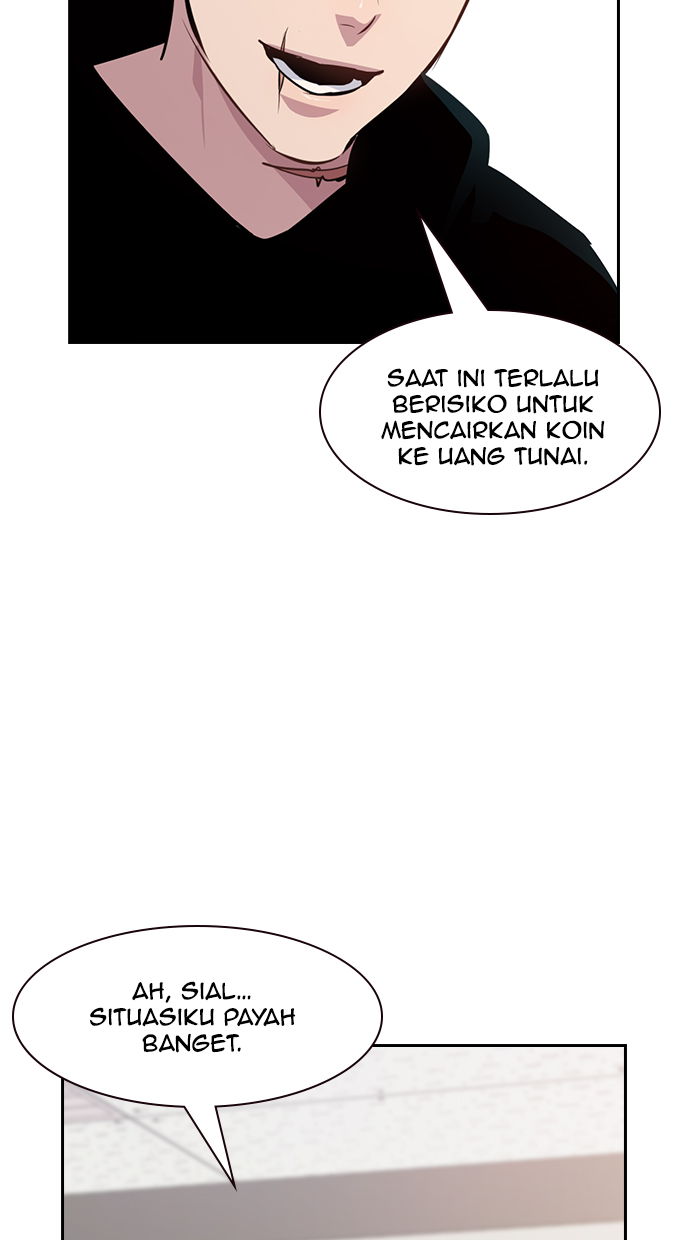 SAAT INI TERLALU
BERISIKO UNTUK
MENCAIRKAN KOIN
KE UANG TUNAI.
AH, SIAL...
SITUASIKU PAYAH
BANGET.